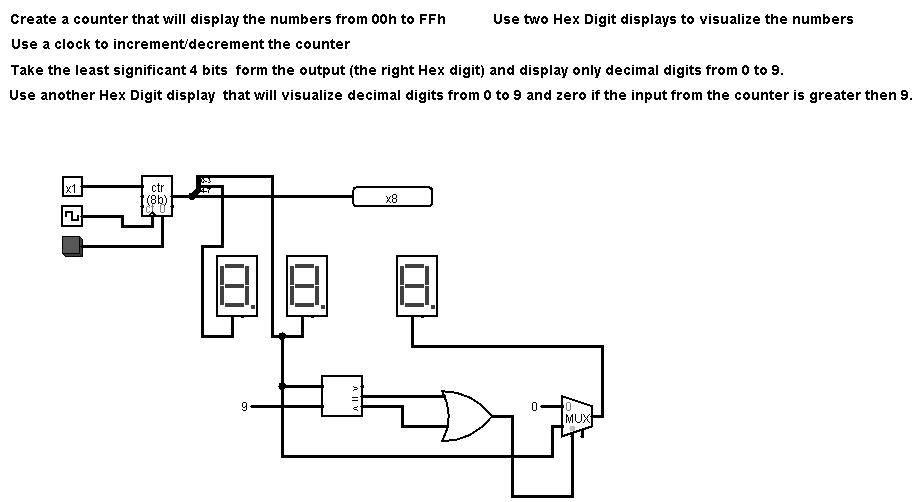 Create a counter that will display the numbers from 00h to FFh
Use two Hex Digit displays to visualize the numbers
Use a clock to increment/decrement the counter
Take the least significant 4 bits form the output (the right Hex digit) and display only decimal digits from 0 to 9.
Use another Hex Digit display that will visualize decimal digits from 0 to 9 and zero if the input from the counter is greater then 9.
x1
ctr
(8b)
0-3
4-7
x8
>
=
<
9
0
0
MUX